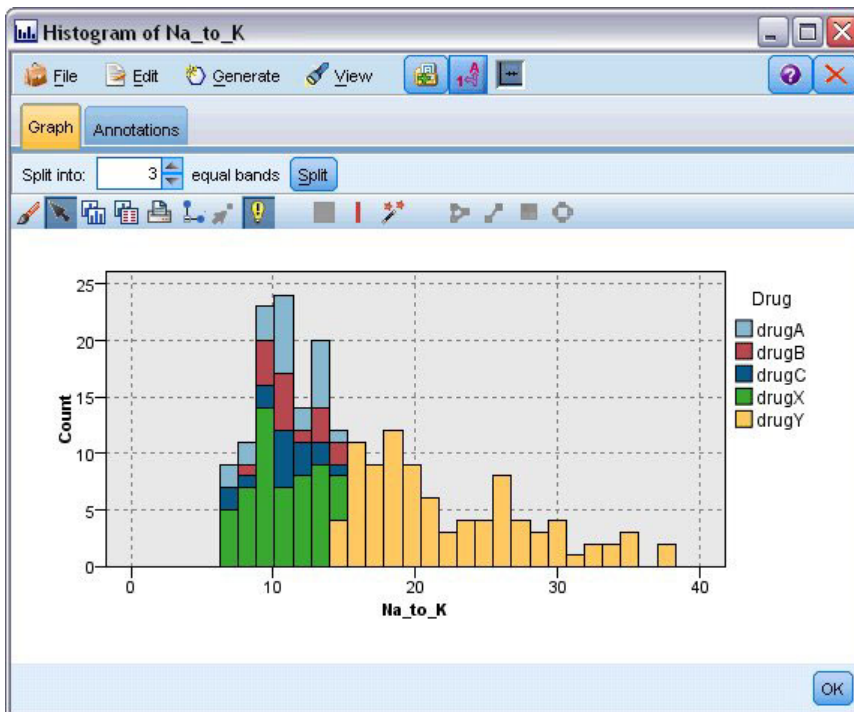 Histogram of Na_to_K
File Edit Generate View
Graph Annotations
Split into: 3 equal bands Split
25
20
15
10
5
0
Count
0 10 20 30 40
Na_to_K
Drug
drugA
drugB
drugC
drugX
drugY
OK